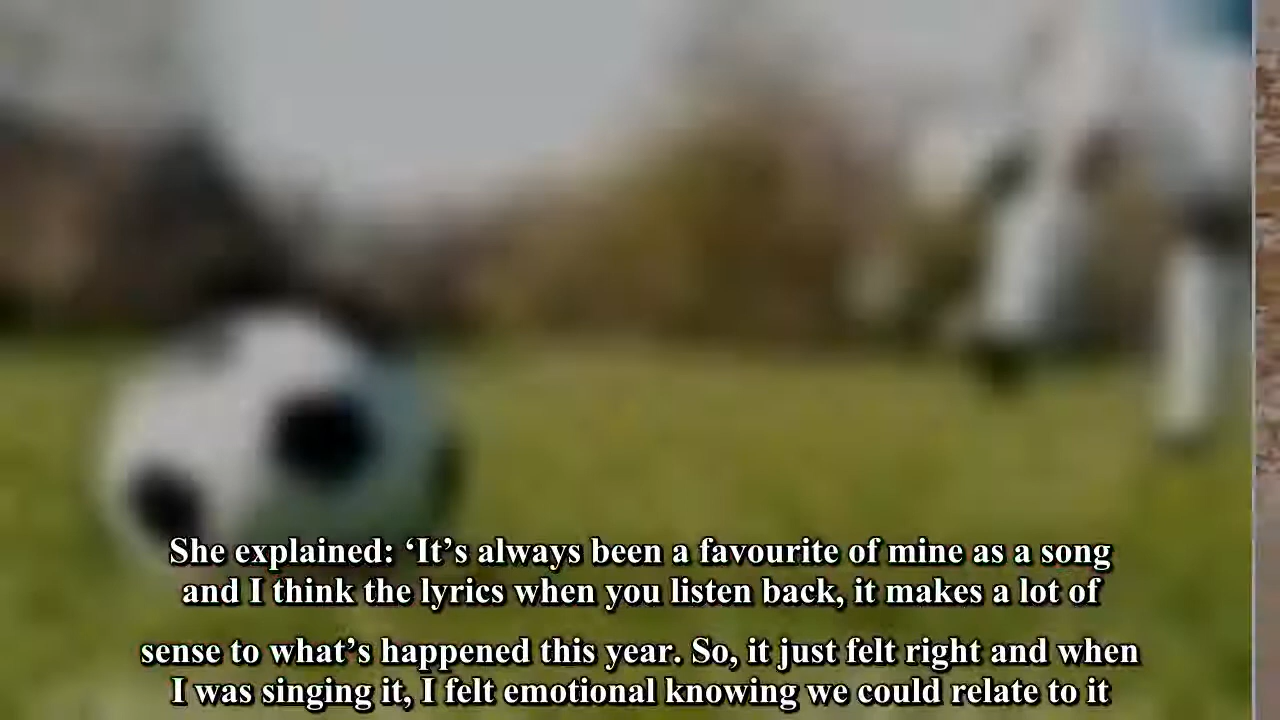 She explained: ‘It’s always been a favourite of mine as a song
and I think the lyrics when you listen back, it makes a lot of
sense to what’s happened this year. So, it just felt right and when
I was singing it, I felt emotional knowing we could relate to it